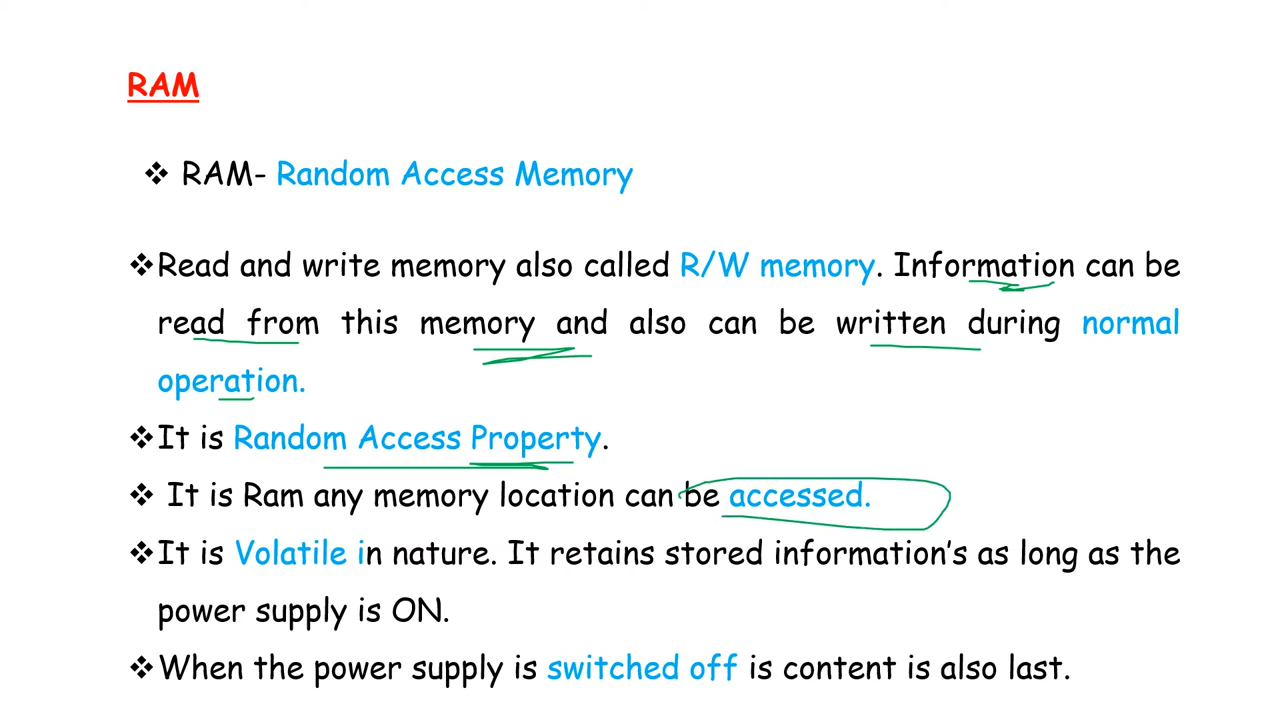 RAM
❖ RAM- Random Access Memory
❖Read and write memory also called R/W memory. Information can be
read from this memory and also can be written during normal
operation.
❖It is Random Access Property.
❖ It is Ram any memory location can be accessed.
❖It is Volatile in nature. It retains stored information's as long as the
power supply is ON.
❖When the power supply is switched off is content is also last.